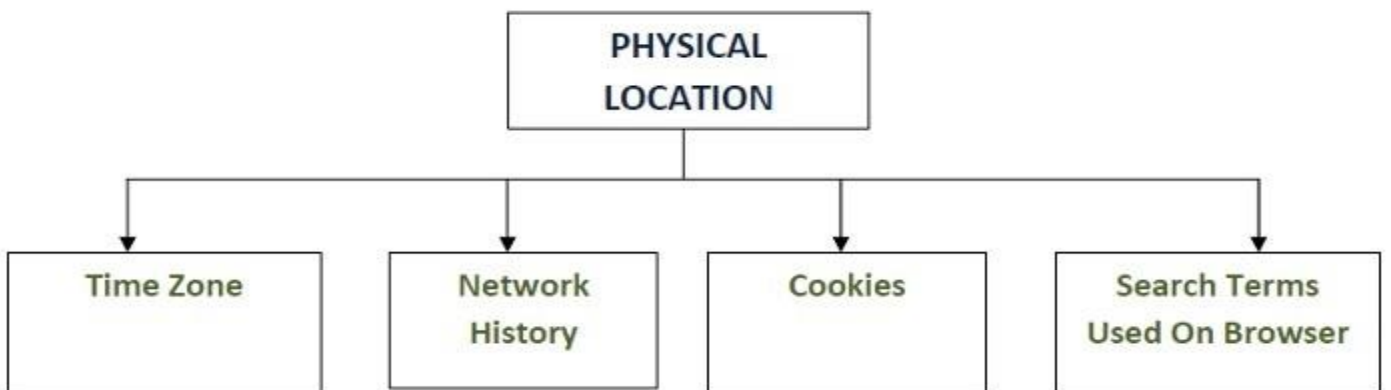 PHYSICAL
LOCATION
Time Zone
Network
History
Cookies
Search Terms
Used On Browser